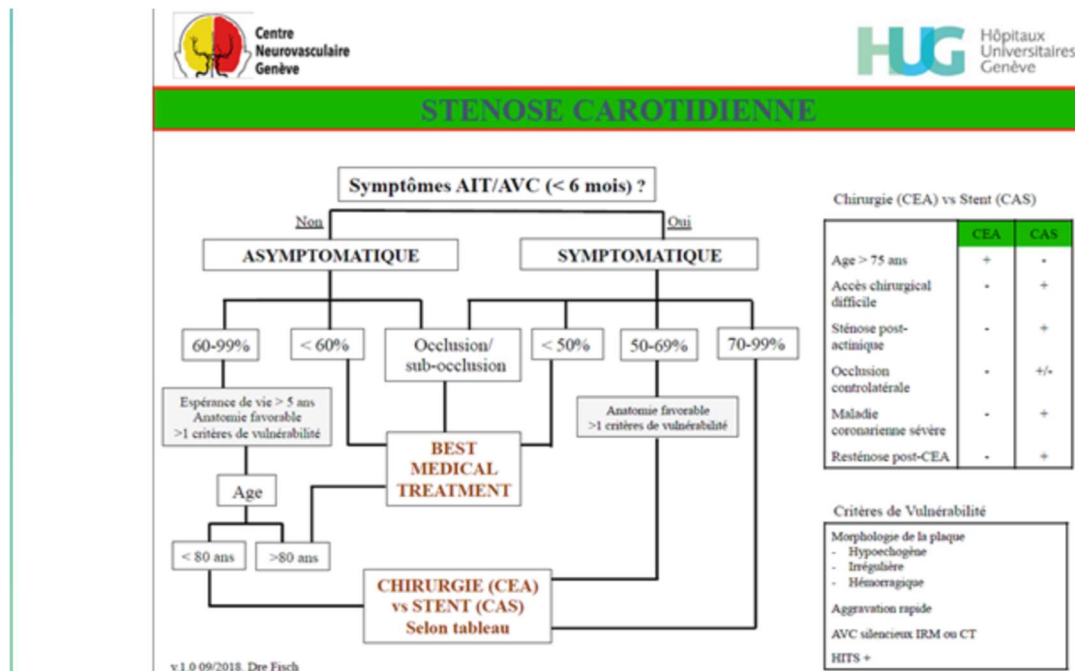 Centre
Neurovasculaire
Genève
HUG
Hôpitaux
Universitaires
Genève
STENOSE CAROTIDIENNE
Symptômes AIT/AVC (< 6 mois) ?
Non
Oui
ASYMPTOMATIQUE
SYMPTOMATIQUE
60-99%
< 60%
Occlusion/
sub-occlusion
< 50%
50-69%
70-99%
Espérance de vie > 5 ans
Anatomie favorable
>1 critères de vulnérabilité
Anatomie favorable
>1 critères de vulnérabilité
BEST
MEDICAL
TREATMENT
Age
< 80 ans
>80 ans
CHIRURGIE (CEA)
vs STENT (CAS)
Selon tableau
v.1.0 09/2018, Dre Fisch
Chirurgie (CEA) vs Stent (CAS)
CEA CAS
Age > 75 ans + -
Accès chirurgical
difficile - +
Sténose post-
actinique - +
Occlusion
controlatérale - +/-
Maladie
coronarienne sévère - +
Resténose post-CEA - +
Critères de Vulnérabilité
Morphologie de la plaque
- Hypoechogène
- Irrégulière
- Hémorragique
Aggravation rapide
AVC silencieux IRM ou CT
HITS +